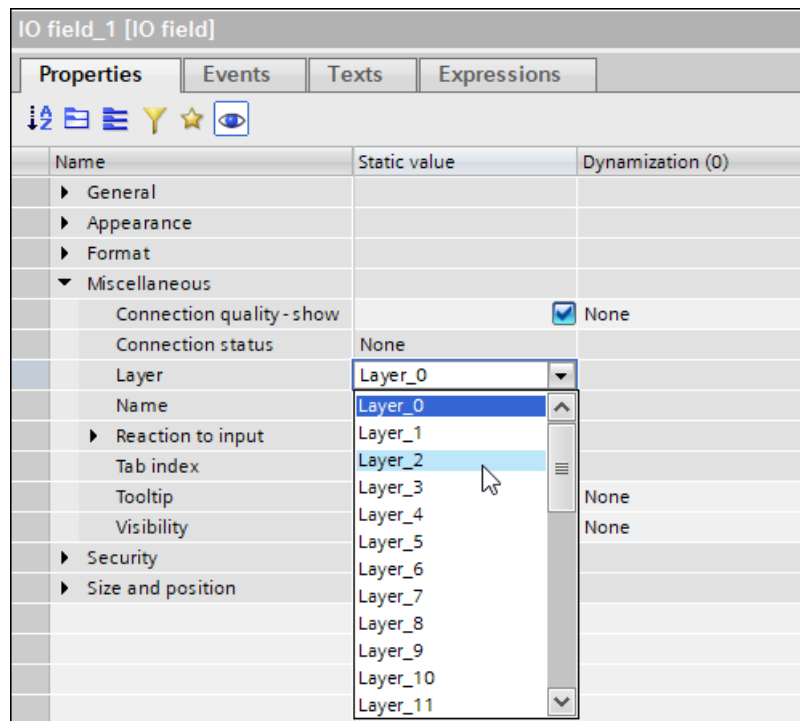 IO field_1 [IO field]
Properties Events Texts Expressions
Name Static value Dynamization (0)
General
Appearance
Format
Miscellaneous
Connection quality - show None
Connection status None
Layer Layer_0
Name Layer_0
Layer_1
Reaction to input
Tab index Layer_2
Layer_3
Tooltip None
Layer_4
Visibility None
Layer_5
Security
Layer_6
Size and position
Layer_7
Layer_8
Layer_9
Layer_10
Layer_11